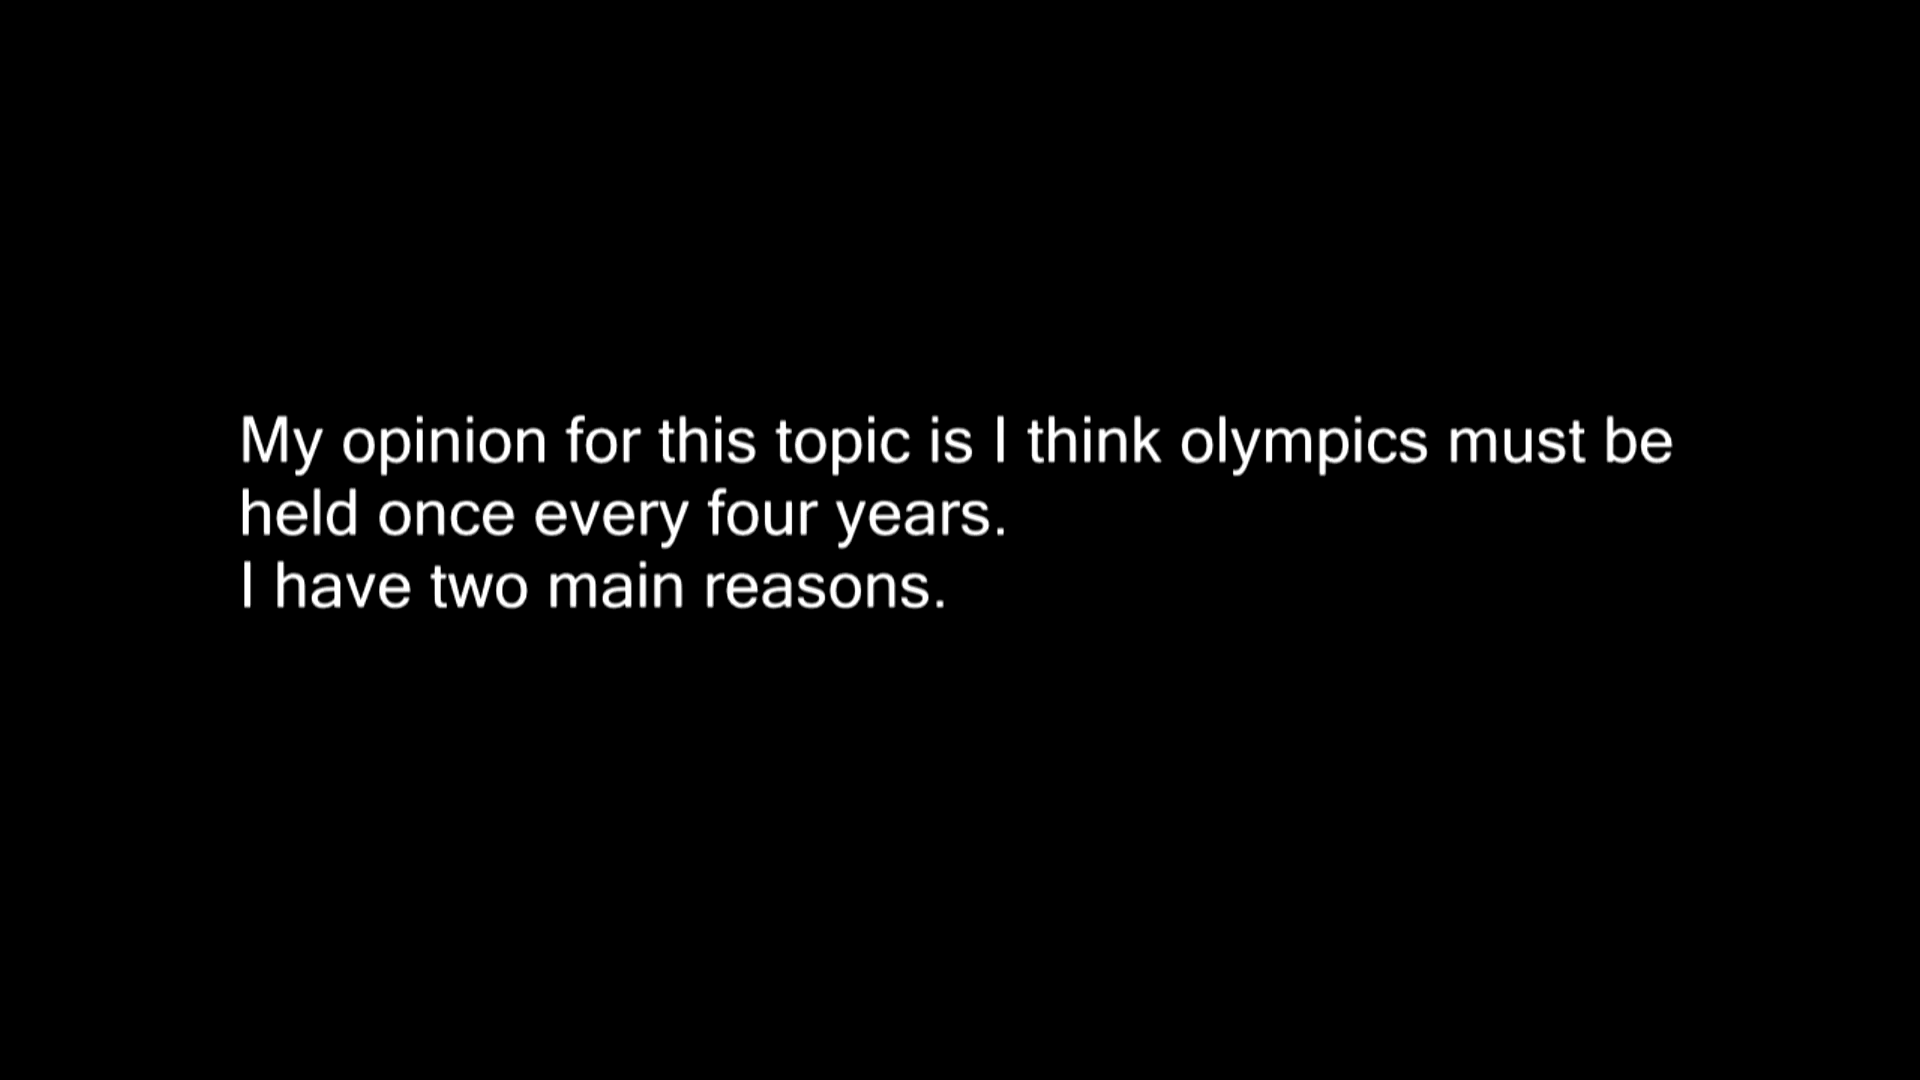 My opinion for this topic is I think olympics must be
held once every four years.
I have two main reasons.